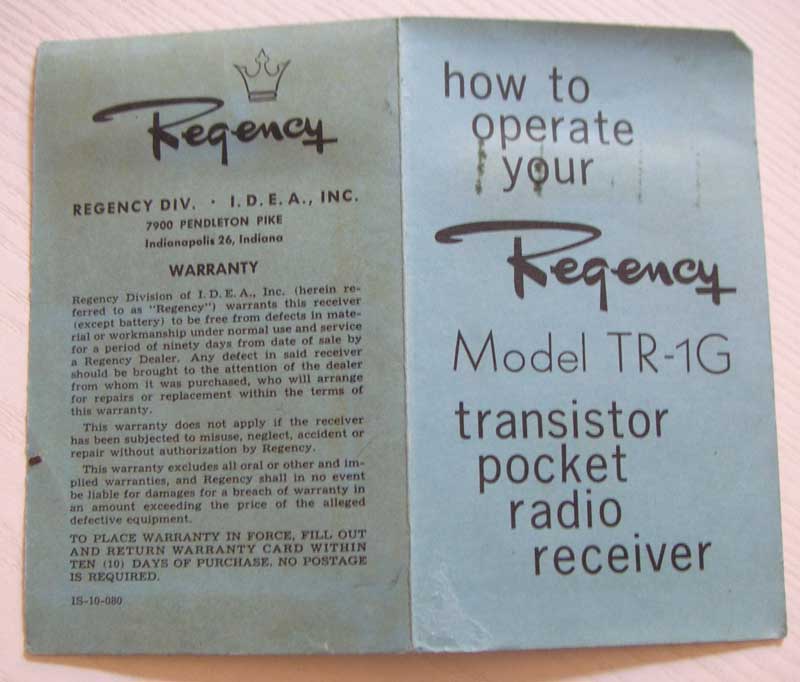 Regency
REGENCY DIV. · I. D. E. A., INC.
7900 PENDLETON PIKE
Indianapolis 26, Indiana
WARRANTY
Regency Division of I. D. E. A., Inc. (herein re-
ferred to as "Regency") warrants this receiver
(except battery) to be free from defects in mate-
rial or workmanship under normal use and service
for a period of ninety days from date of sale by
a Regency Dealer. Any defect in said receiver
should be brought to the attention of the dealer
from whom it was purchased, who will arrange
for repairs or replacement within the terms of
this warranty.
This warranty does not apply if the receiver
has been subjected to misuse, neglect, accident or
repair without authorization by Regency.
This warranty excludes all oral or other and im-
plied warranties, and Regency shall in no event
be liable for damages for a breach of warranty in
an amount exceeding the price of the alleged
defective equipment.
TO PLACE WARRANTY IN FORCE, FILL OUT
AND RETURN WARRANTY CARD WITHIN
TEN (10) DAYS OF PURCHASE. NO POSTAGE
IS REQUIRED.
IS-10-080
how to
operate
your
Regency
Model TR-1G
transistor
pocket
radio
receiver